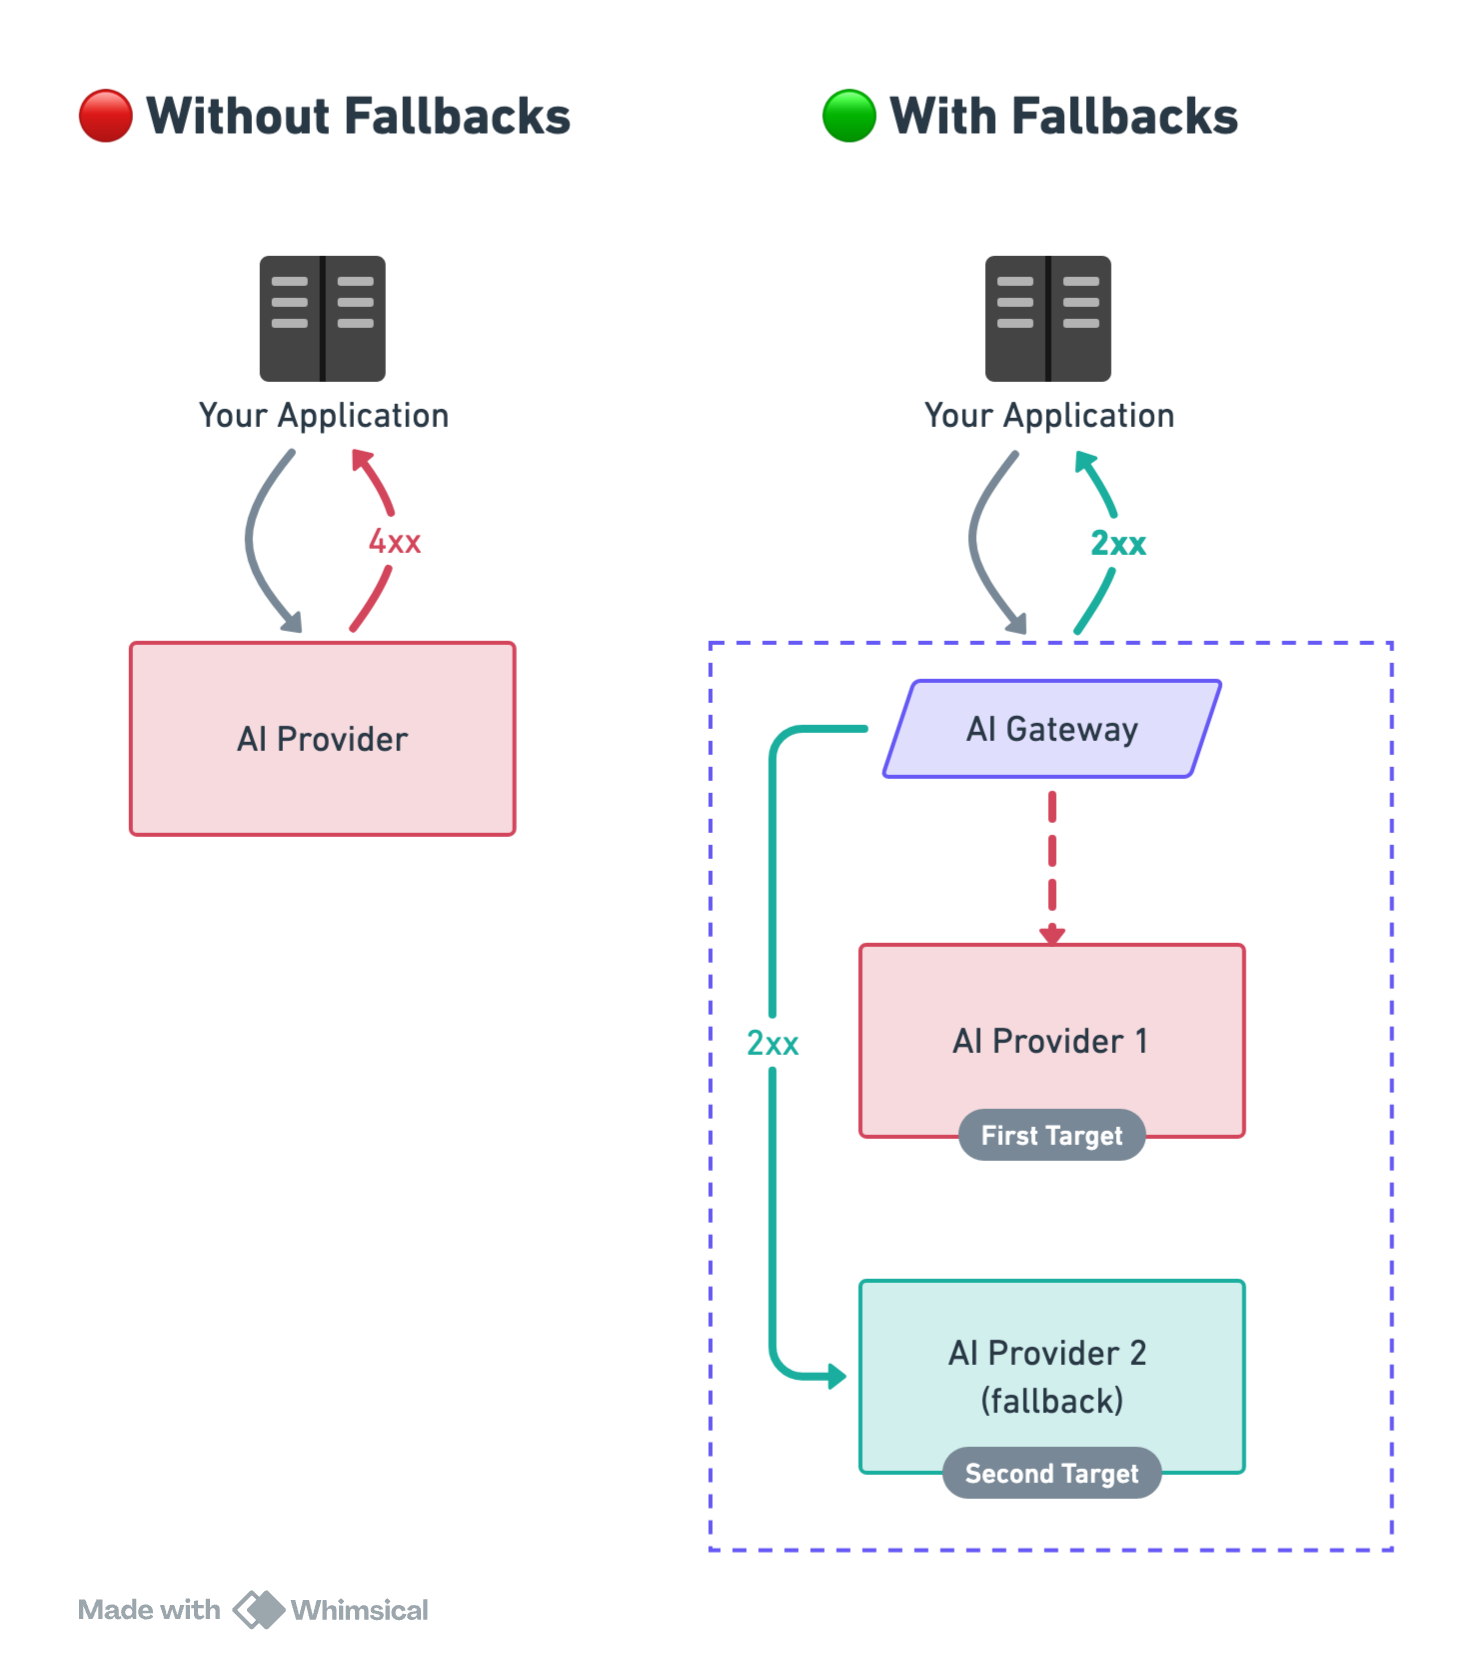 Without Fallbacks
Your Application
4xx
AI Provider
With Fallbacks
Your Application
2xx
AI Gateway
2xx
AI Provider 1
First Target
AI Provider 2
(fallback)
Second Target
Made with Whimsical